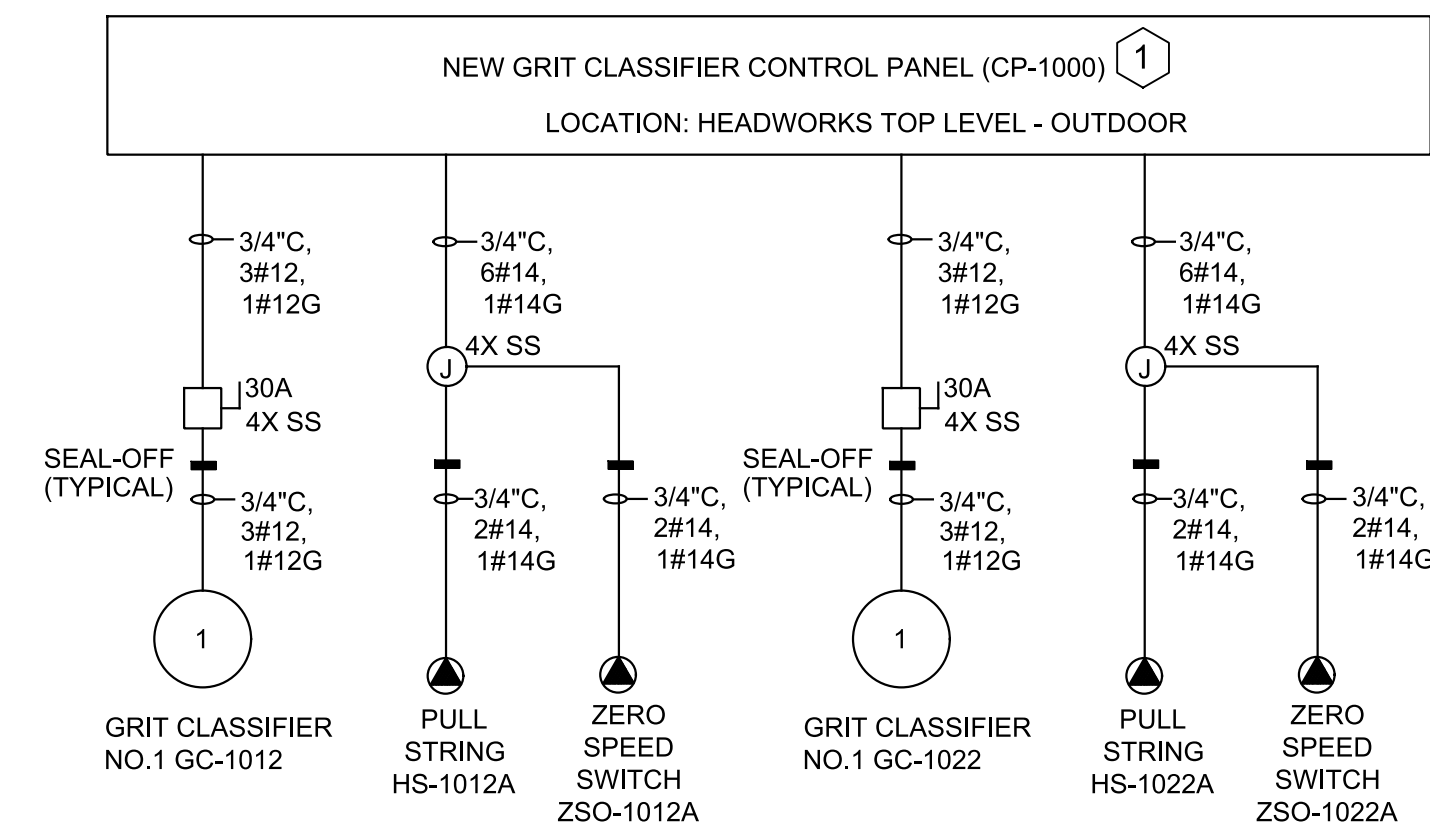 NEW GRIT CLASSIFIER CONTROL PANEL (CP-1000) 1
LOCATION: HEADWORKS TOP LEVEL - OUTDOOR
3/4"C,
3#12,
1#12G
3/4"C,
6#14,
1#14G
3/4"C,
3#12,
1#12G
3/4"C,
6#14,
1#14G
30A
4X SS
J
4X SS
30A
4X SS
J
4X SS
SEAL-OFF
(TYPICAL)
3/4"C,
3#12,
1#12G
3/4"C,
2#14,
1#14G
3/4"C,
2#14,
1#14G
SEAL-OFF
(TYPICAL)
3/4"C,
3#12,
1#12G
3/4"C,
2#14,
1#14G
3/4"C,
2#14,
1#14G
1
GRIT CLASSIFIER
NO.1 GC-1012
PULL
STRING
HS-1012A
ZERO
SPEED
SWITCH
ZSO-1012A
1
GRIT CLASSIFIER
NO.1 GC-1022
PULL
STRING
HS-1022A
ZERO
SPEED
SWITCH
ZSO-1022A